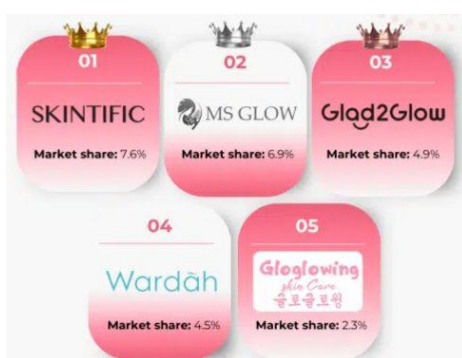 01
SKINTIFIC
Market share: 7.6%
02
MS GLOW
Market share: 6.9%
03
Glad2Glow
Market share: 4.9%
04
Wardah
Market share: 4.5%
05
Gloglowing
Skin Care
글로글로윙
Market share: 2.3%